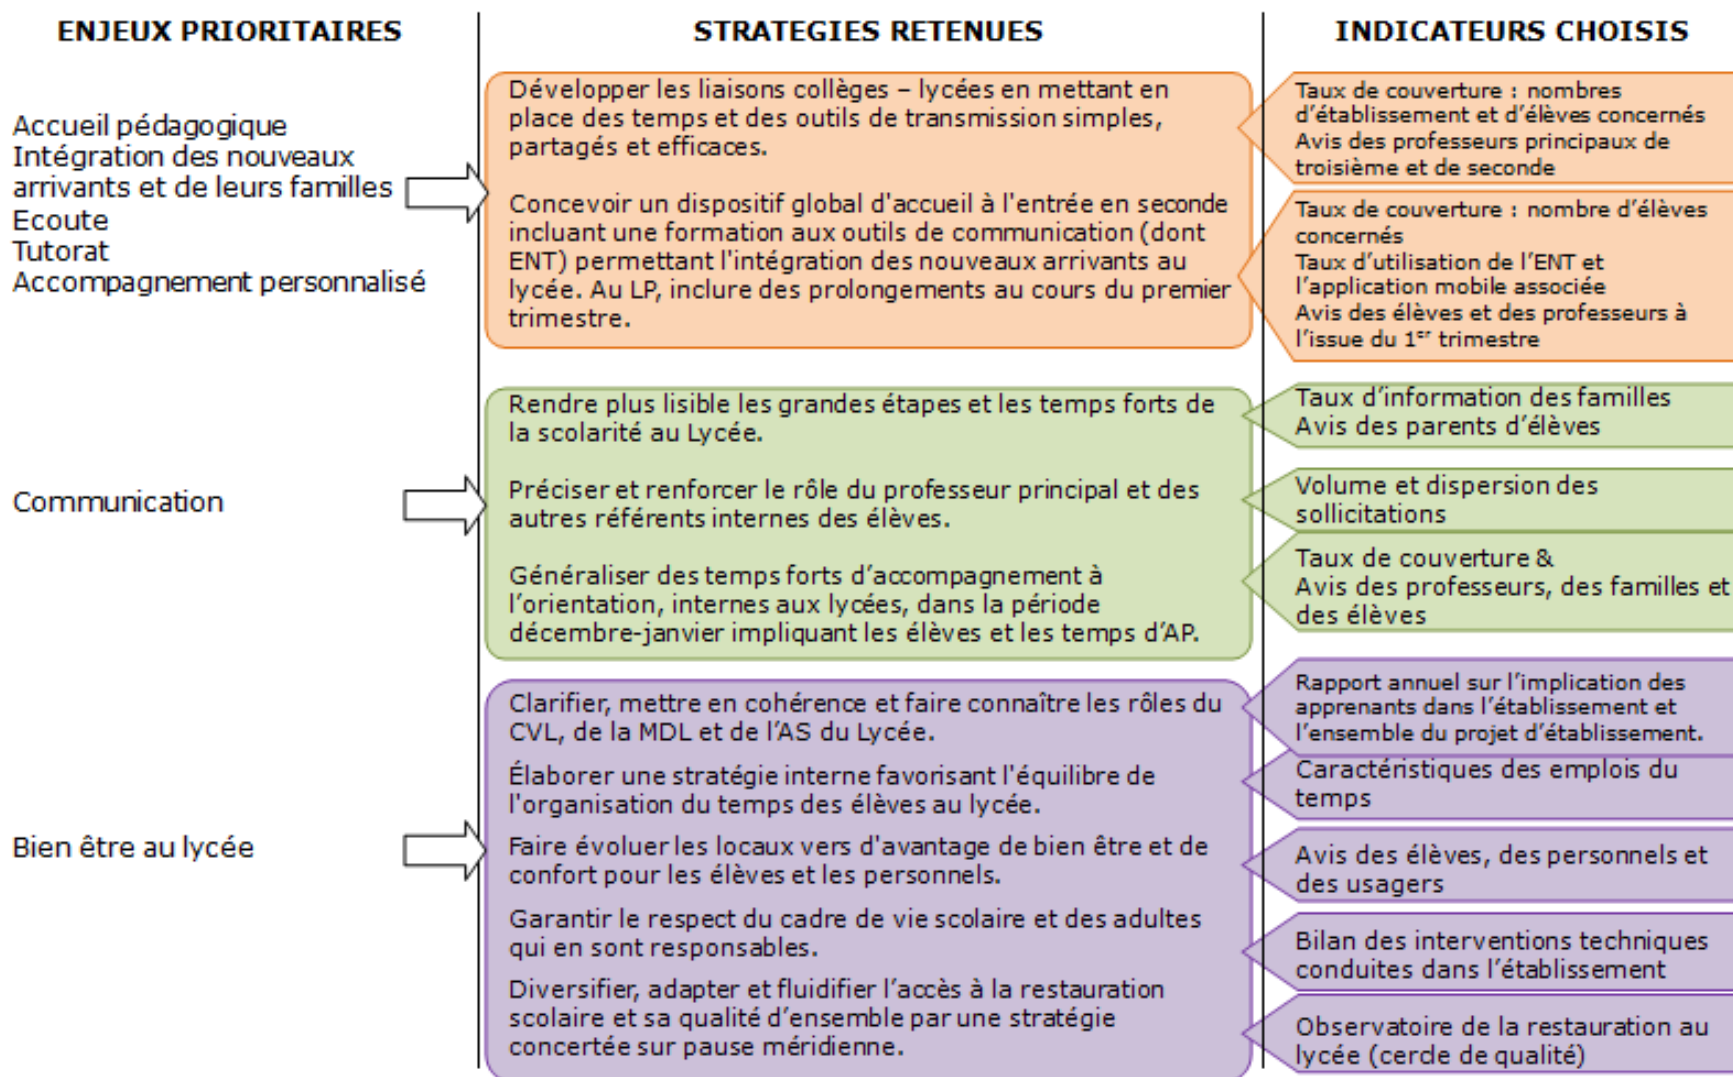 ENJEUX PRIORITAIRES
STRATEGIES RETENUES
INDICATEURS CHOISIS
Accueil pédagogique
Intégration des nouveaux
arrivants et de leurs familles
Ecoute
Tutorat
Accompagnement personnalisé
Développer les liaisons collèges – lycées en mettant en
place des temps et des outils de transmission simples,
partagés et efficaces.
Concevoir un dispositif global d'accueil à l'entrée en seconde
incluant une formation aux outils de communication (dont
ENT) permettant l'intégration des nouveaux arrivants au
lycée. Au LP, inclure des prolongements au cours du premier
trimestre.
Taux de couverture : nombres
d’établissement et d’élèves concernés
Avis des professeurs principaux de
troisième et de seconde
Taux de couverture : nombre d’élèves
concernés
Taux d’utilisation de l’ENT et
l’application mobile associée
Avis des élèves et des professeurs à
l’issue du 1er trimestre
Communication
Rendre plus lisible les grandes étapes et les temps forts de
la scolarité au Lycée.
Préciser et renforcer le rôle du professeur principal et des
autres référents internes des élèves.
Généraliser des temps forts d’accompagnement à
l’orientation, internes aux lycées, dans la période
décembre-janvier impliquant les élèves et les temps d’AP.
Taux d’information des familles
Avis des parents d’élèves
Volume et dispersion des
sollicitations
Taux de couverture &
Avis des professeurs, des familles et
des élèves
Bien être au lycée
Clarifier, mettre en cohérence et faire connaître les rôles du
CVL, de la MDL et de l’AS du Lycée.
Élaborer une stratégie interne favorisant l'équilibre de
l'organisation du temps des élèves au lycée.
Faire évoluer les locaux vers d'avantage de bien être et de
confort pour les élèves et les personnels.
Garantir le respect du cadre de vie scolaire et des adultes
qui en sont responsables.
Diversifier, adapter et fluidifier l’accès à la restauration
scolaire et sa qualité d’ensemble par une stratégie
concertée sur pause méridienne.
Rapport annuel sur l’implication des
apprenants dans l’établissement et
l’ensemble du projet d’établissement.
Caractéristiques des emplois du
temps
Avis des élèves, des personnels et
des usagers
Bilan des interventions techniques
conduites dans l’établissement
Observatoire de la restauration au
lycée (cercle de qualité)